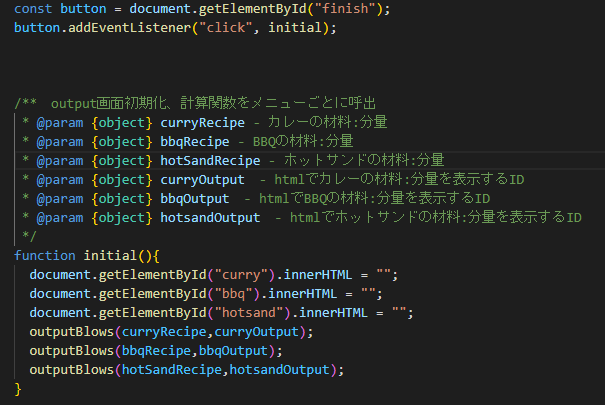 const button = document.getElementById("finish");
button.addEventListener("click", initial);
/**  output画面初期化、計算関数をメニューごとに呼出
 * @param {object} curryRecipe - カレーの材料:分量
 * @param {object} bbqRecipe - BBQの材料:分量
 * @param {object} hotSandRecipe - ホットサンドの材料:分量
 * @param {object} curryOutput  - htmlでカレーの材料:分量を表示するID
 * @param {object} bbqOutput  - htmlでBBQの材料:分量を表示するID
 * @param {object} hotsandOutput  - htmlでホットサンドの材料:分量を表示するID
 */
function initial(){
  document.getElementById("curry").innerHTML = "";
  document.getElementById("bbq").innerHTML = "";
  document.getElementById("hotsand").innerHTML = "";
  outputBlows(curryRecipe,curryOutput);
  outputBlows(bbqRecipe,bbqOutput);
  outputBlows(hotSandRecipe,hotsandOutput);
}